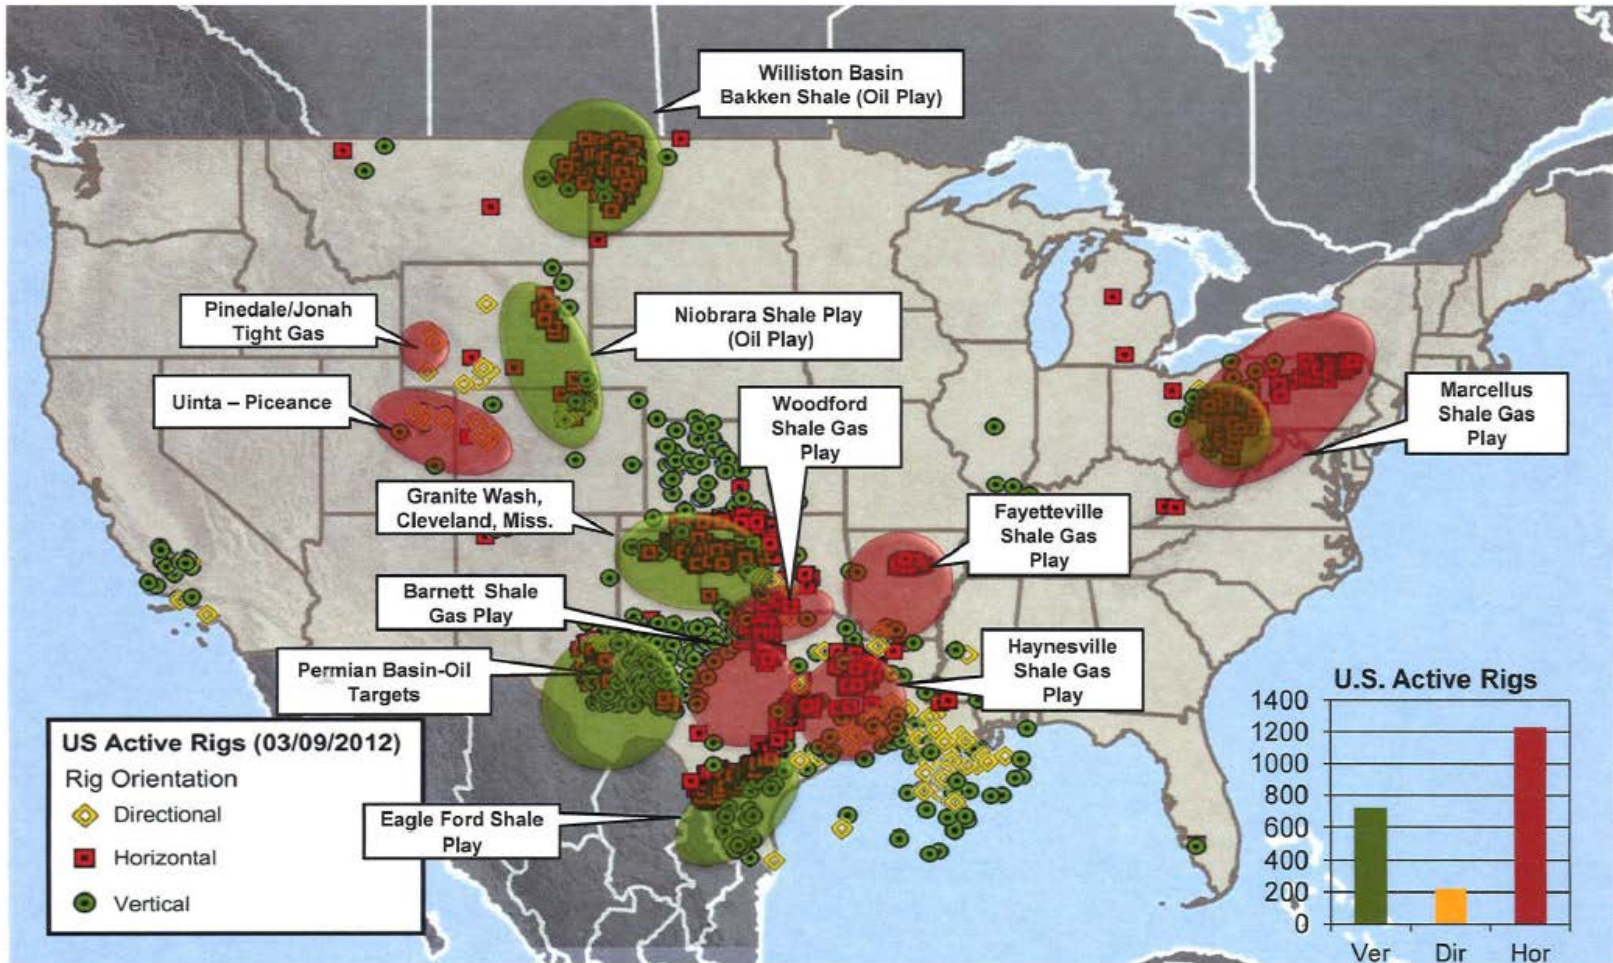 Williston Basin
Bakken Shale (Oil Play)
Pinedale/Jonah
Tight Gas
Niobrara Shale Play
(Oil Play)
Uinta – Piceance
Woodford
Shale Gas
Play
Marcellus
Shale Gas
Play
Granite Wash,
Cleveland, Miss.
Fayetteville
Shale Gas
Play
Barnett Shale
Gas Play
Haynesville
Shale Gas
Play
Permian Basin-Oil
Targets
Eagle Ford Shale
Play
US Active Rigs (03/09/2012)
Rig Orientation
Directional
Horizontal
Vertical
U.S. Active Rigs
1400
1200
1000
800
600
400
200
0
Ver Dir Hor